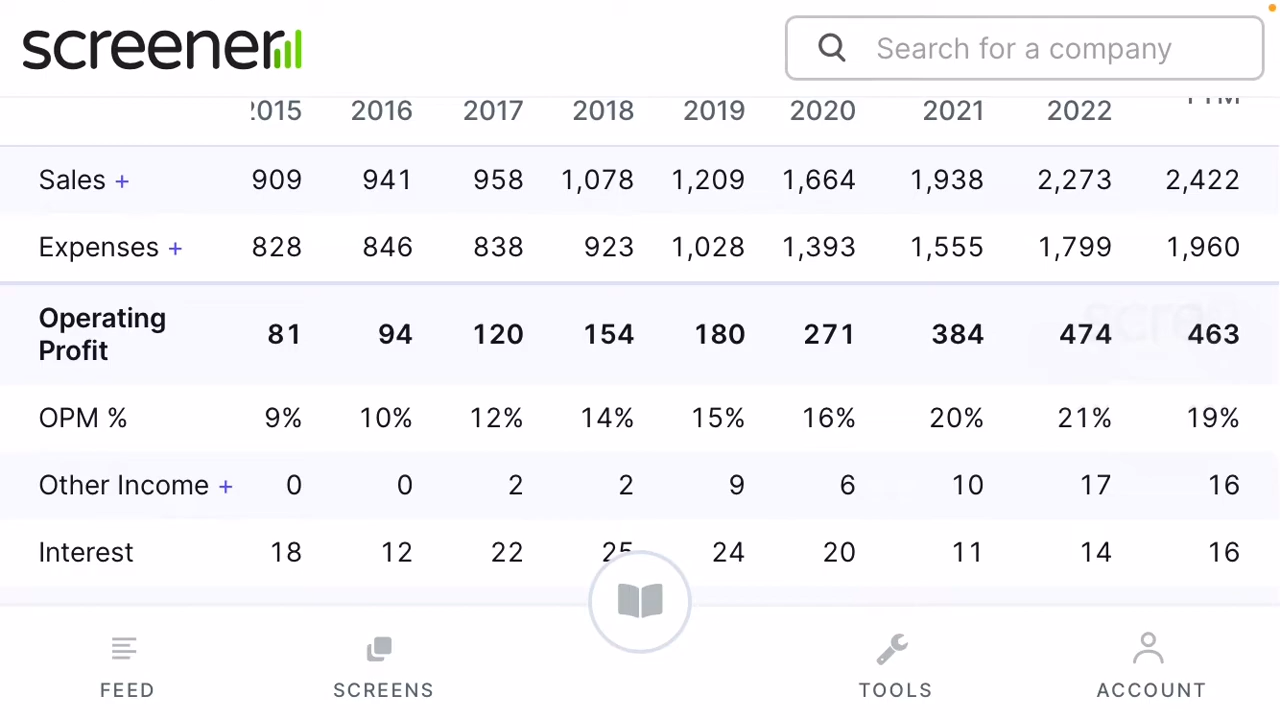 screener
Search for a company
2015 2016 2017 2018 2019 2020 2021 2022 TTM
Sales + 909 941 958 1,078 1,209 1,664 1,938 2,273 2,422
Expenses + 828 846 838 923 1,028 1,393 1,555 1,799 1,960
Operating Profit 81 94 120 154 180 271 384 474 463
OPM % 9% 10% 12% 14% 15% 16% 20% 21% 19%
Other Income + 0 0 2 2 9 6 10 17 16
Interest 18 12 22 25 24 20 11 14 16
FEED SCREENS TOOLS ACCOUNT